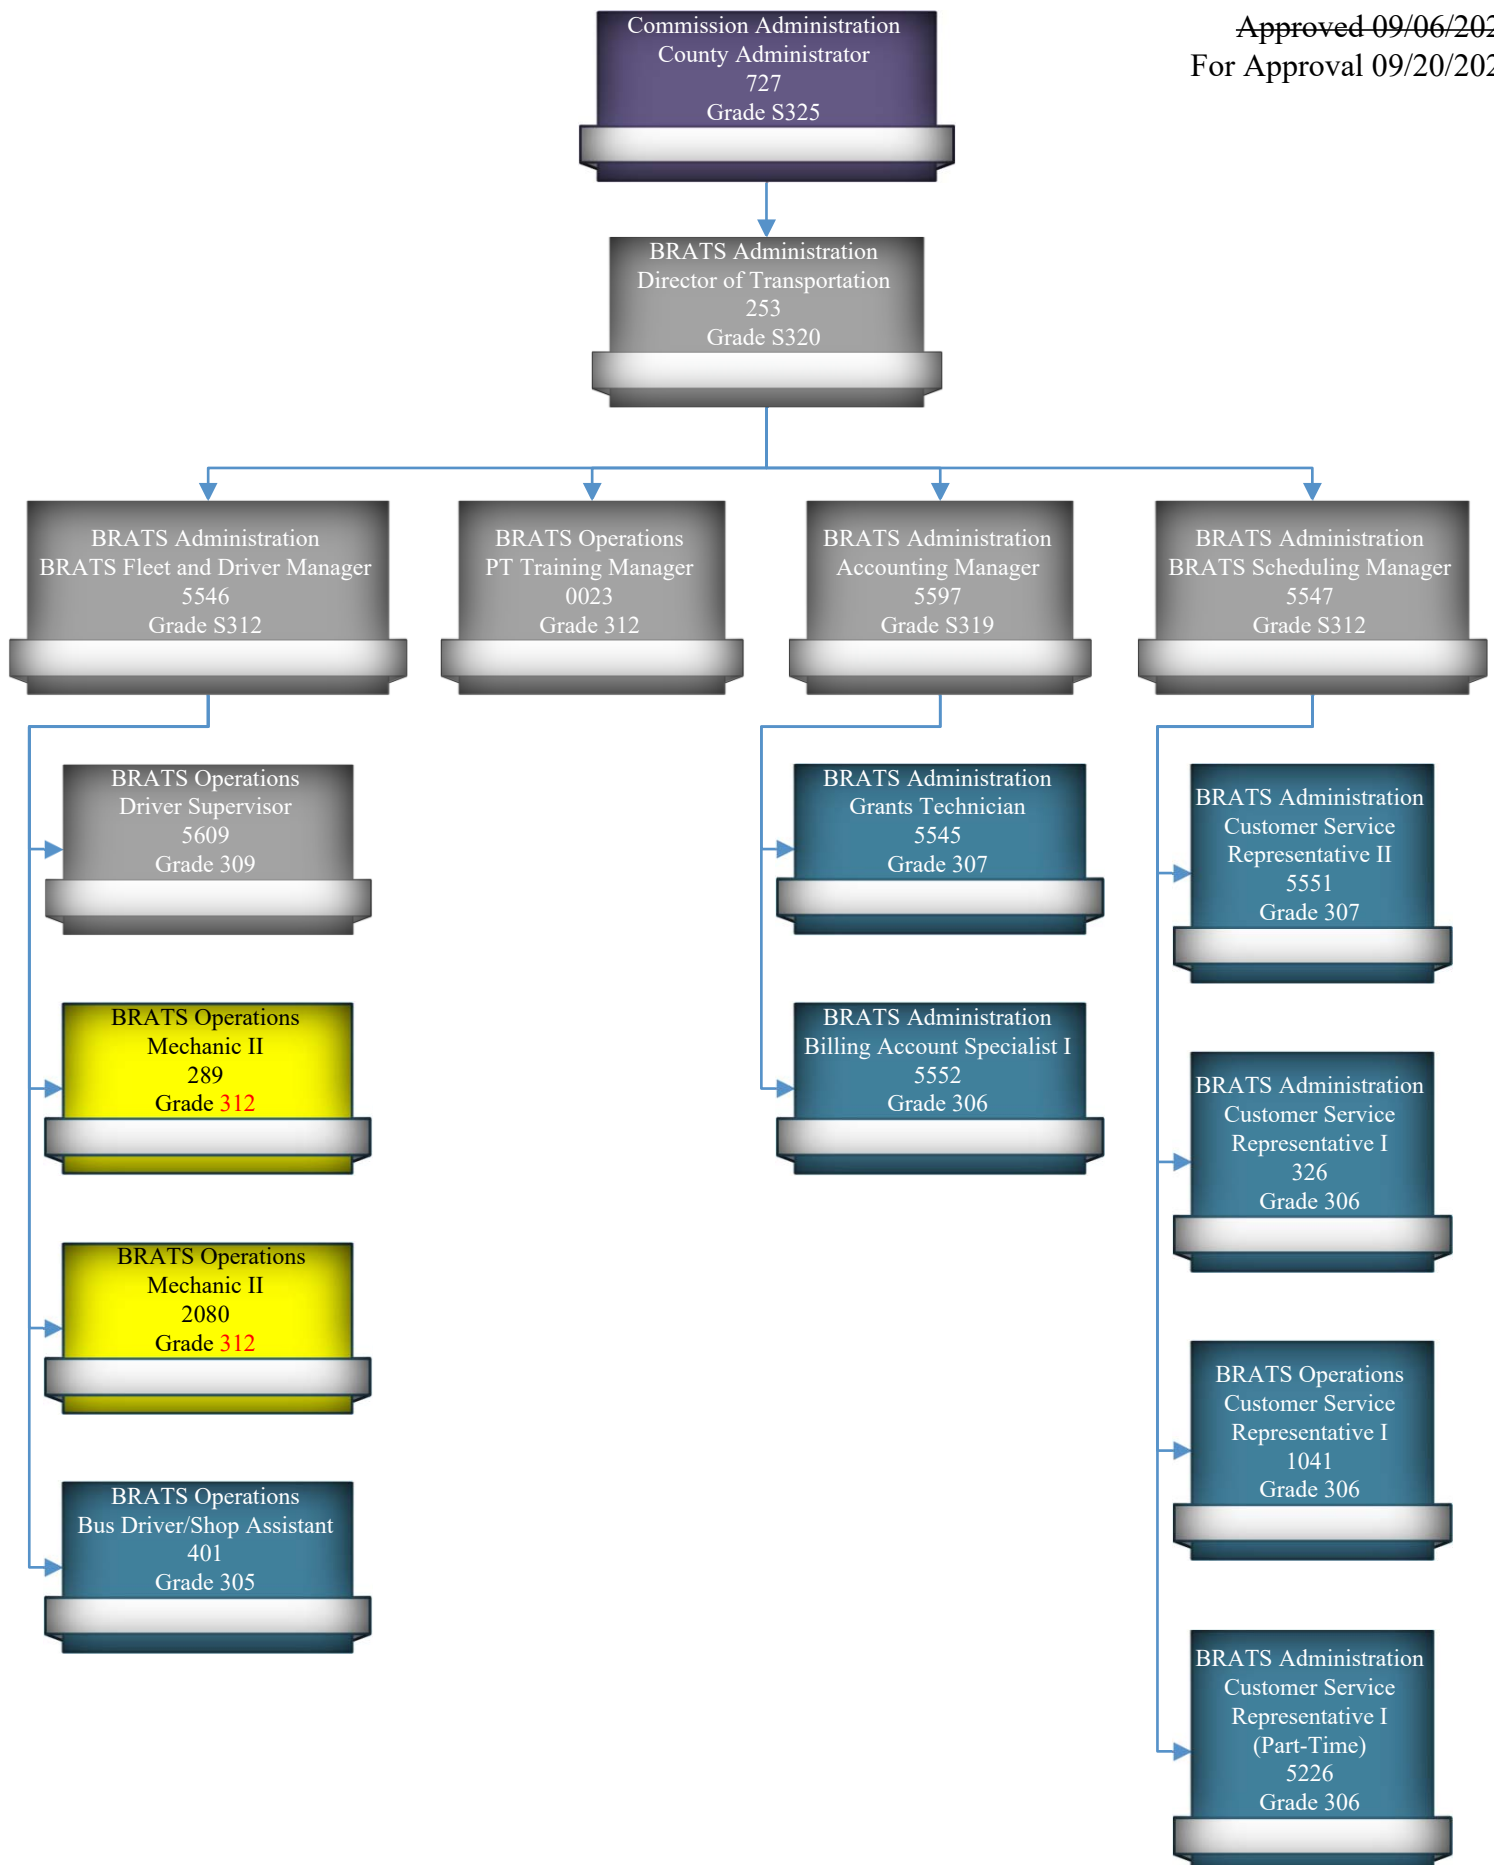 Approved 09/06/202
For Approval 09/20/202
Commission Administration
County Administrator
727
Grade S325
BRATS Administration
Director of Transportation
253
Grade S320
BRATS Administration
BRATS Fleet and Driver Manager
5546
Grade S312
BRATS Operations
PT Training Manager
0023
Grade 312
BRATS Administration
Accounting Manager
5597
Grade S319
BRATS Administration
BRATS Scheduling Manager
5547
Grade S312
BRATS Operations
Driver Supervisor
5609
Grade 309
BRATS Operations
Mechanic II
289
Grade 312
BRATS Operations
Mechanic II
2080
Grade 312
BRATS Operations
Bus Driver/Shop Assistant
401
Grade 305
BRATS Administration
Grants Technician
5545
Grade 307
BRATS Administration
Billing Account Specialist I
5552
Grade 306
BRATS Administration
Customer Service
Representative II
5551
Grade 307
BRATS Administration
Customer Service
Representative I
326
Grade 306
BRATS Operations
Customer Service
Representative I
1041
Grade 306
BRATS Administration
Customer Service
Representative I
(Part-Time)
5226
Grade 306